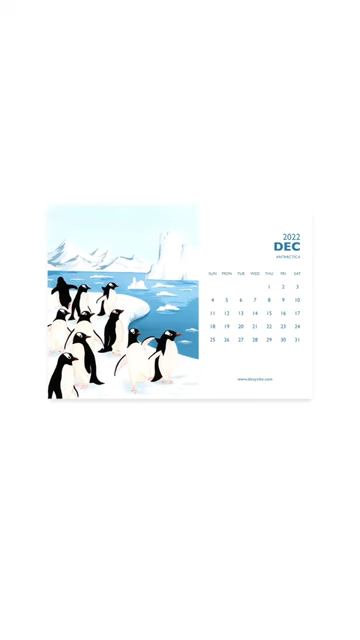 2022
DEC
ANTARCTICA
SUN MON TUE WED THU FRI SAT
1 2 3
4 5 6 7 8 9 10
11 12 13 14 15 16 17
18 19 20 21 22 23 24
25 26 27 28 29 30 31